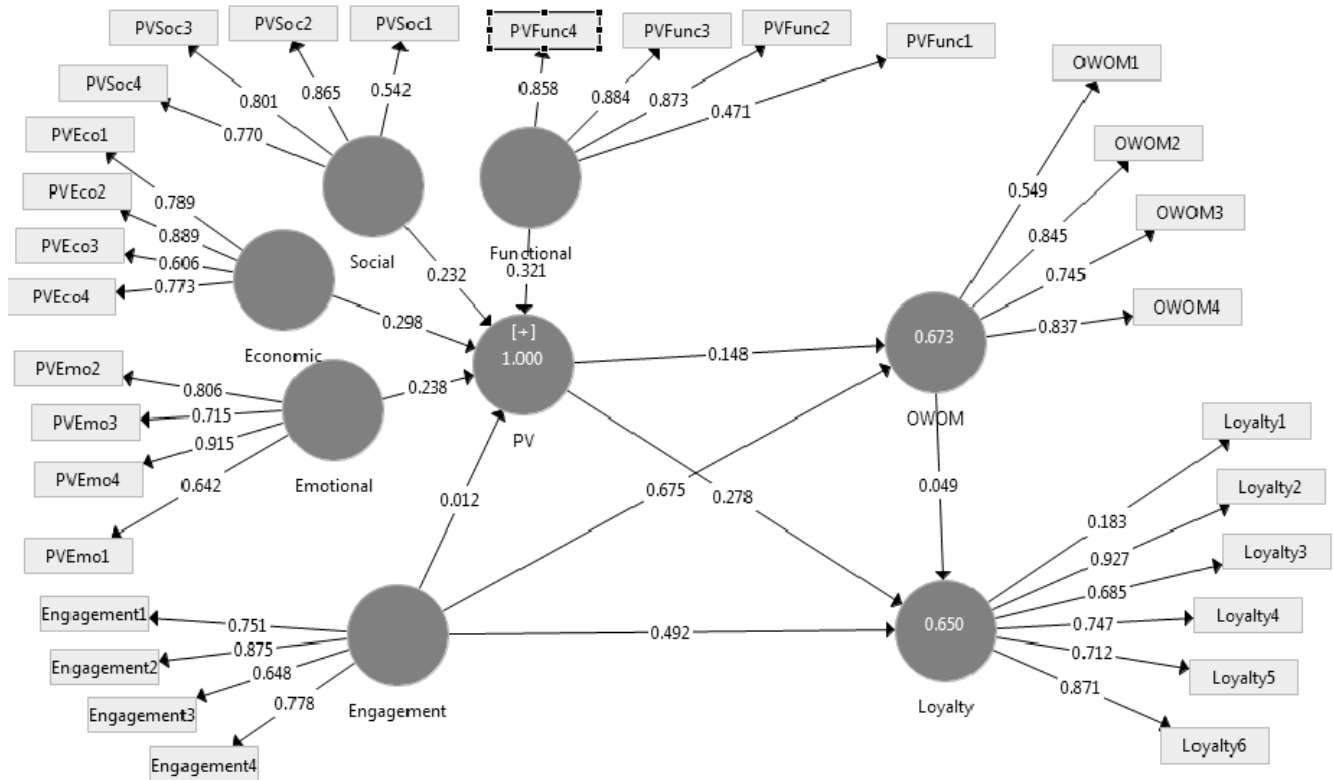 PVSoc3
PVSoc2
PVSoc1
PVFunc4
PVFunc3
PVFunc2
PVFunc1
OWOM1
PVSoc4
0.801
0.865
0.542
0.858
0.884
0.873
0.471
0.770
PVEco1
OWOM2
PVEco2
0.789
0.549
OWOM3
PVEco3
0.889
0.606
0.773
PVEco4
Social
Functional
0.845
0.745
0.837
OWOM4
0.232
0.321
0.298
[+]
1.000
0.673
0.148
Economic
PVEmo2
0.806
0.238
PVEmo3
0.715
PV
OWOM
Loyalty1
0.915
PVEmo4
0.642
Emotional
0.012
0.675
0.278
0.049
Loyalty2
0.183
PVEmo1
0.927
Loyalty3
0.685
Engagement1
0.751
0.875
0.492
0.650
0.747
Loyalty4
Engagement2
0.648
0.712
Loyalty5
0.778
0.871
Engagement3
Engagement
Loyalty
Loyalty6
Engagement4